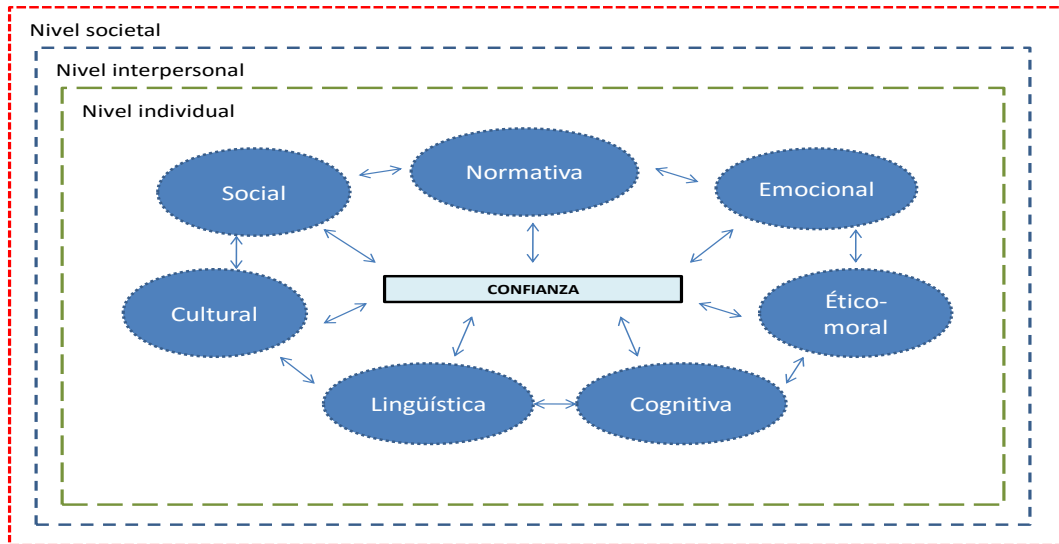 Nivel societal
Nivel interpersonal
Nivel individual
Normativa
Social
Emocional
CONFIANZA
Cultural
Ético-
moral
Lingüística
Cognitiva